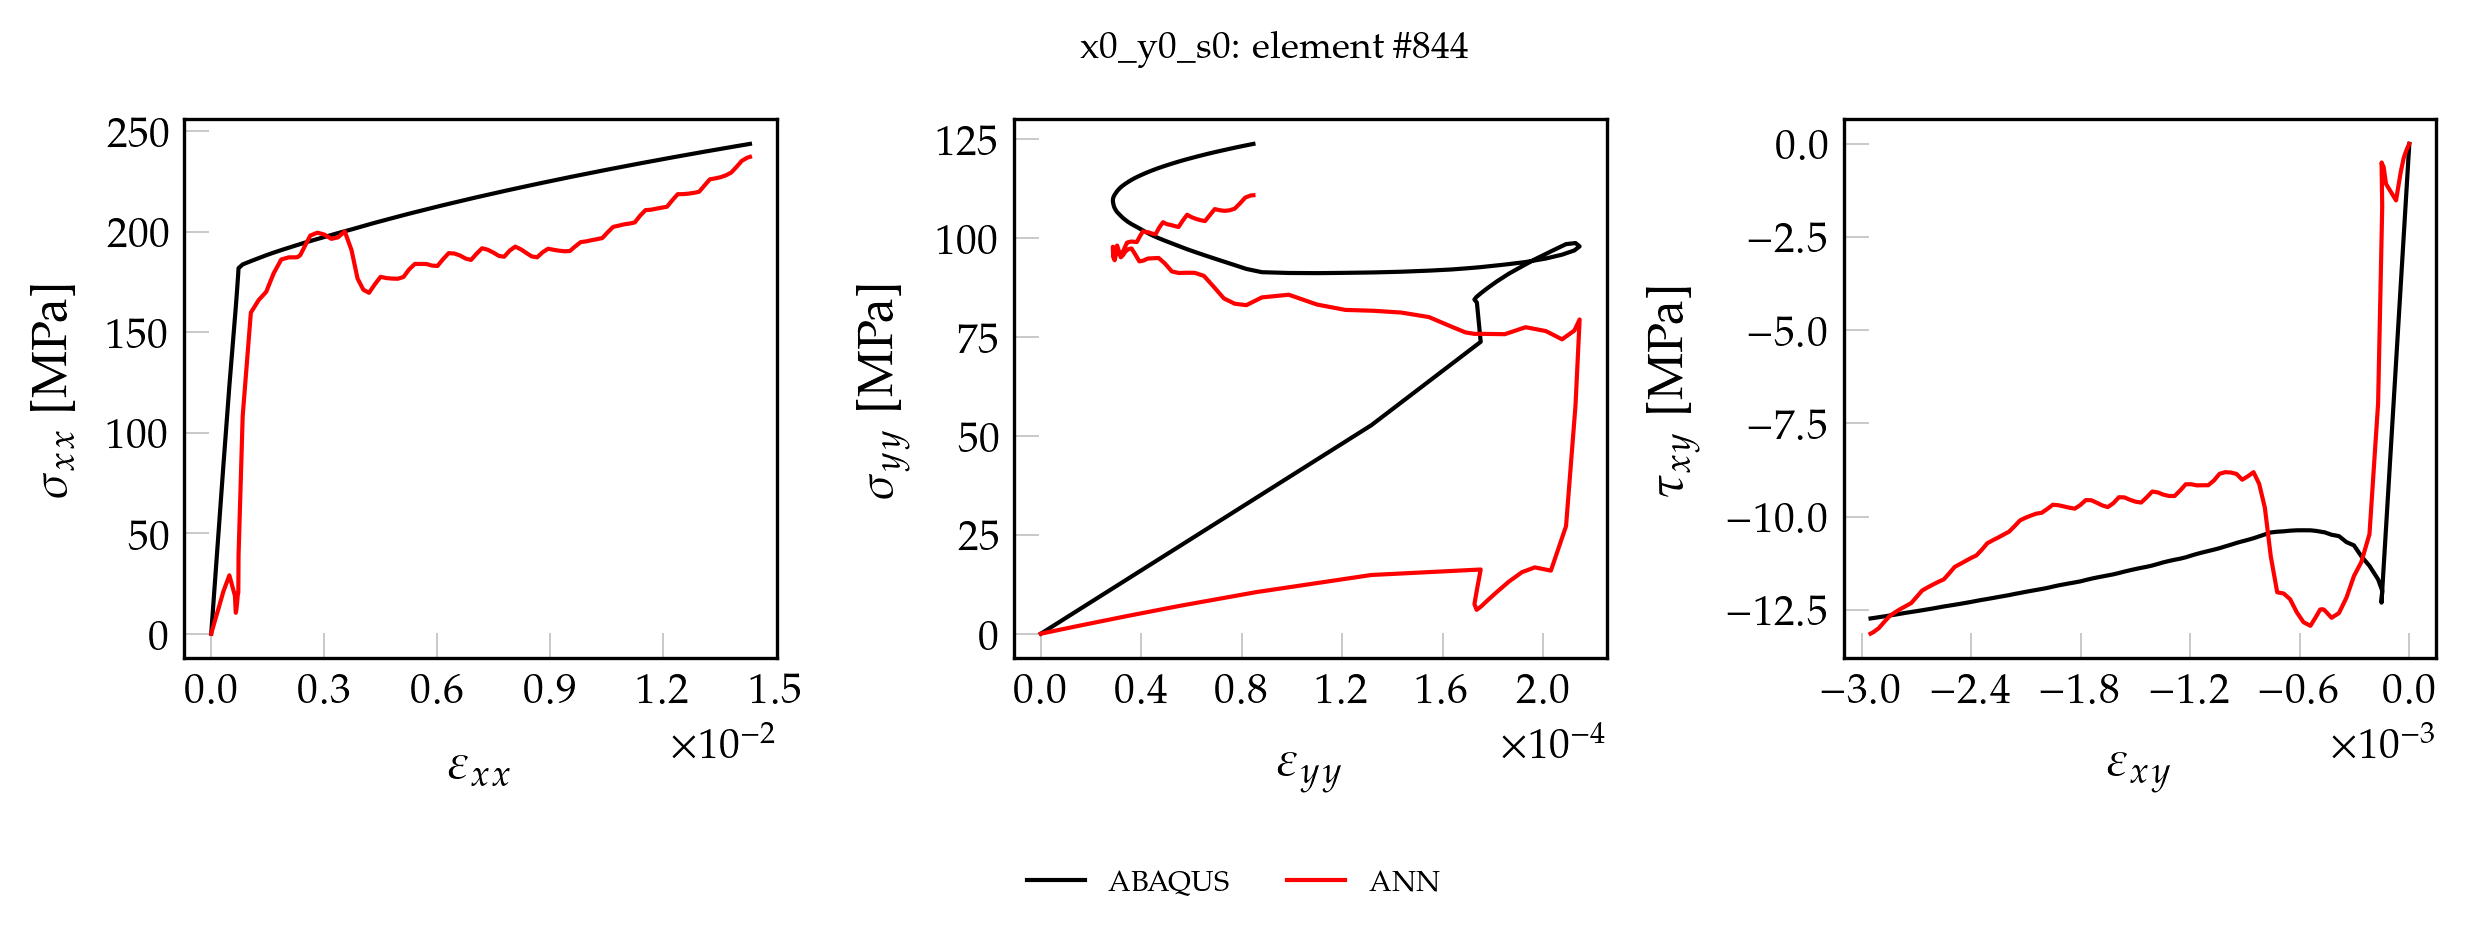 x0_y0_s0: element #844
σxx [MPa]
250
200
150
100
50
0
0.0 0.3 0.6 0.9 1.2 1.5
×10−2
εxx
σyy [MPa]
125
100
75
50
25
0
0.0 0.4 0.8 1.2 1.6 2.0
×10−4
εyy
τxy [MPa]
0.0
−2.5
−5.0
−7.5
−10.0
−12.5
−3.0 −2.4 −1.8 −1.2 −0.6 0.0
×10−3
εxy
ABAQUS ANN